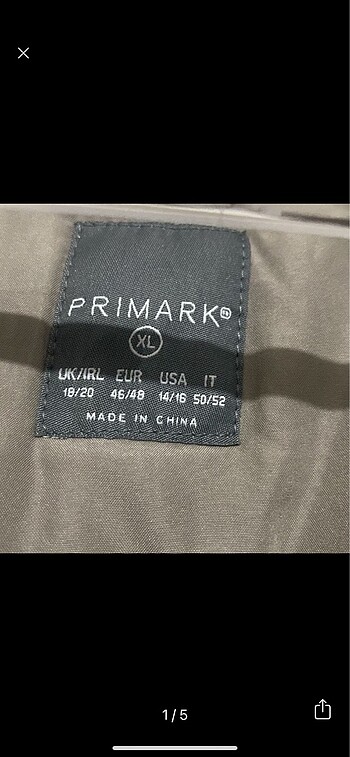 PRIMARK®
XL
UK/IRL EUR USA IT
18/20 46/48 14/16 50/52
MADE IN CHINA
1/5